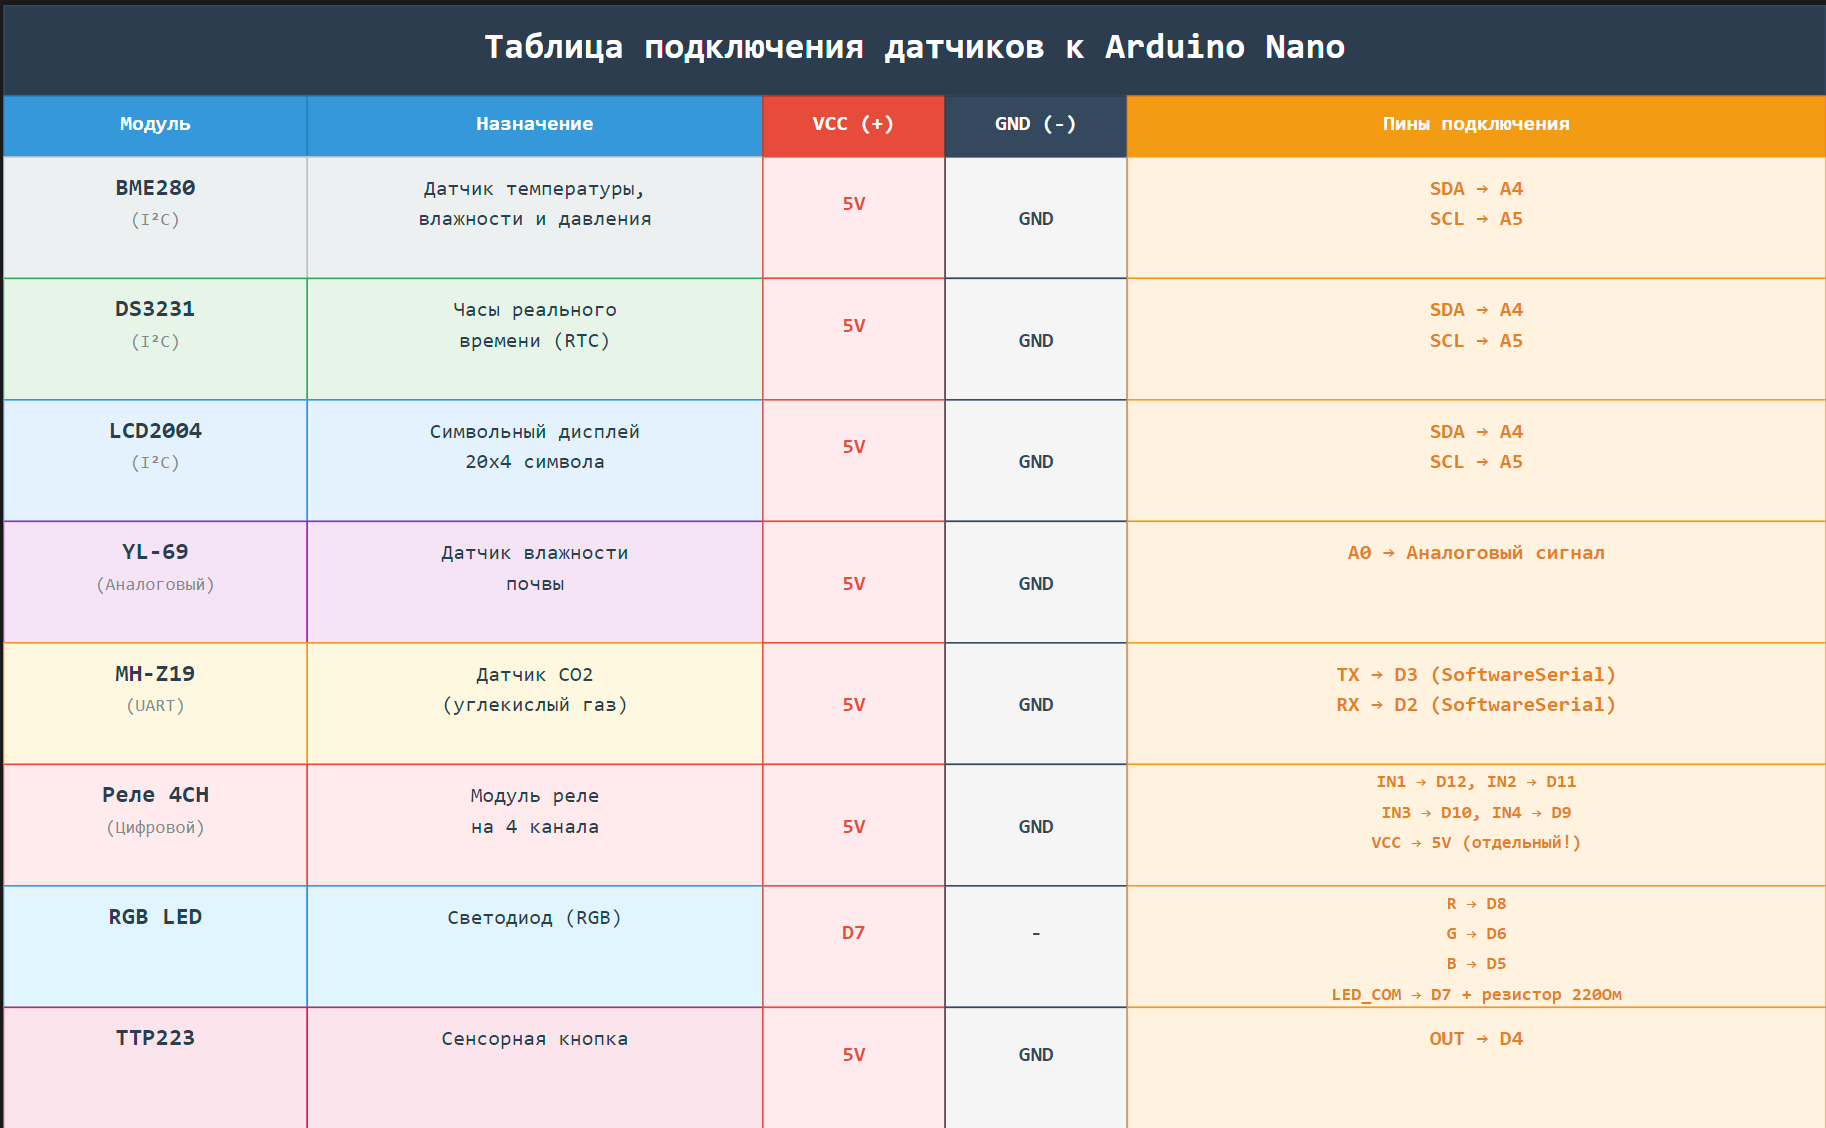 Таблица подключения датчиков к Arduino Nano
Модуль
Назначение
VCC (+)
GND (-)
Пины подключения
BME280
(I²C)
Датчик температуры,
влажности и давления
5V
GND
SDA → A4
SCL → A5
DS3231
(I²C)
Часы реального
времени (RTC)
5V
GND
SDA → A4
SCL → A5
LCD2004
(I²C)
Символьный дисплей
20x4 символа
5V
GND
SDA → A4
SCL → A5
YL-69
(Аналоговый)
Датчик влажности
почвы
5V
GND
A0 → Аналоговый сигнал
MH-Z19
(UART)
Датчик CO2
(углекислый газ)
5V
GND
TX → D3 (SoftwareSerial)
RX → D2 (SoftwareSerial)
Реле 4CH
(Цифровой)
Модуль реле
на 4 канала
5V
GND
IN1 → D12, IN2 → D11
IN3 → D10, IN4 → D9
VCC → 5V (отдельный!)
RGB LED
Светодиод (RGB)
D7
-
R → D8
G → D6
B → D5
LED_COM → D7 + резистор 220Ом
TTP223
Сенсорная кнопка
5V
GND
OUT → D4